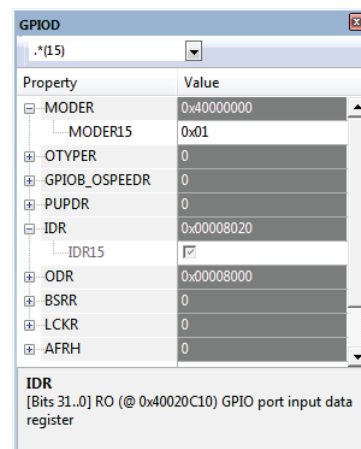 GPIOD
.*(15)
Property Value
MODER 0x40000000
MODER15 0x01
OTYPER 0
GPIOB_OSPEEDR 0
PUPDR 0
IDR 0x00008020
IDR15
ODR 0x00008000
BSRR 0
LCKR 0
AFRH 0
IDR
[Bits 31..0] RO (@ 0x40020C10) GPIO port input data
register